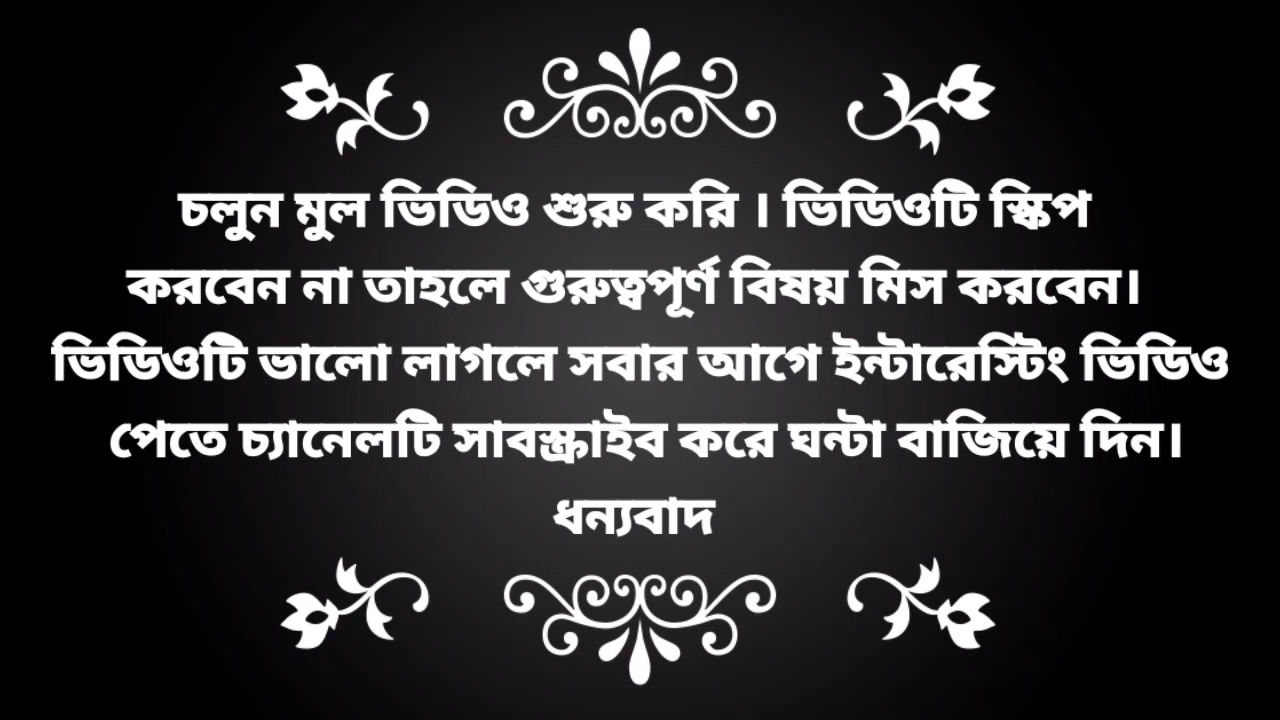 চলুন মুল ভিডিও শুরু করি । ভিডিওটি স্কিপ
করবেন না তাহলে গুরুত্বপূর্ণ বিষয় মিস করবেন।
ভিডিওটি ভালো লাগলে সবার আগে ইন্টারেস্টিং ভিডিও
পেতে চ্যানেলটি সাবস্ক্রাইব করে ঘন্টা বাজিয়ে দিন।
ধন্যবাদ